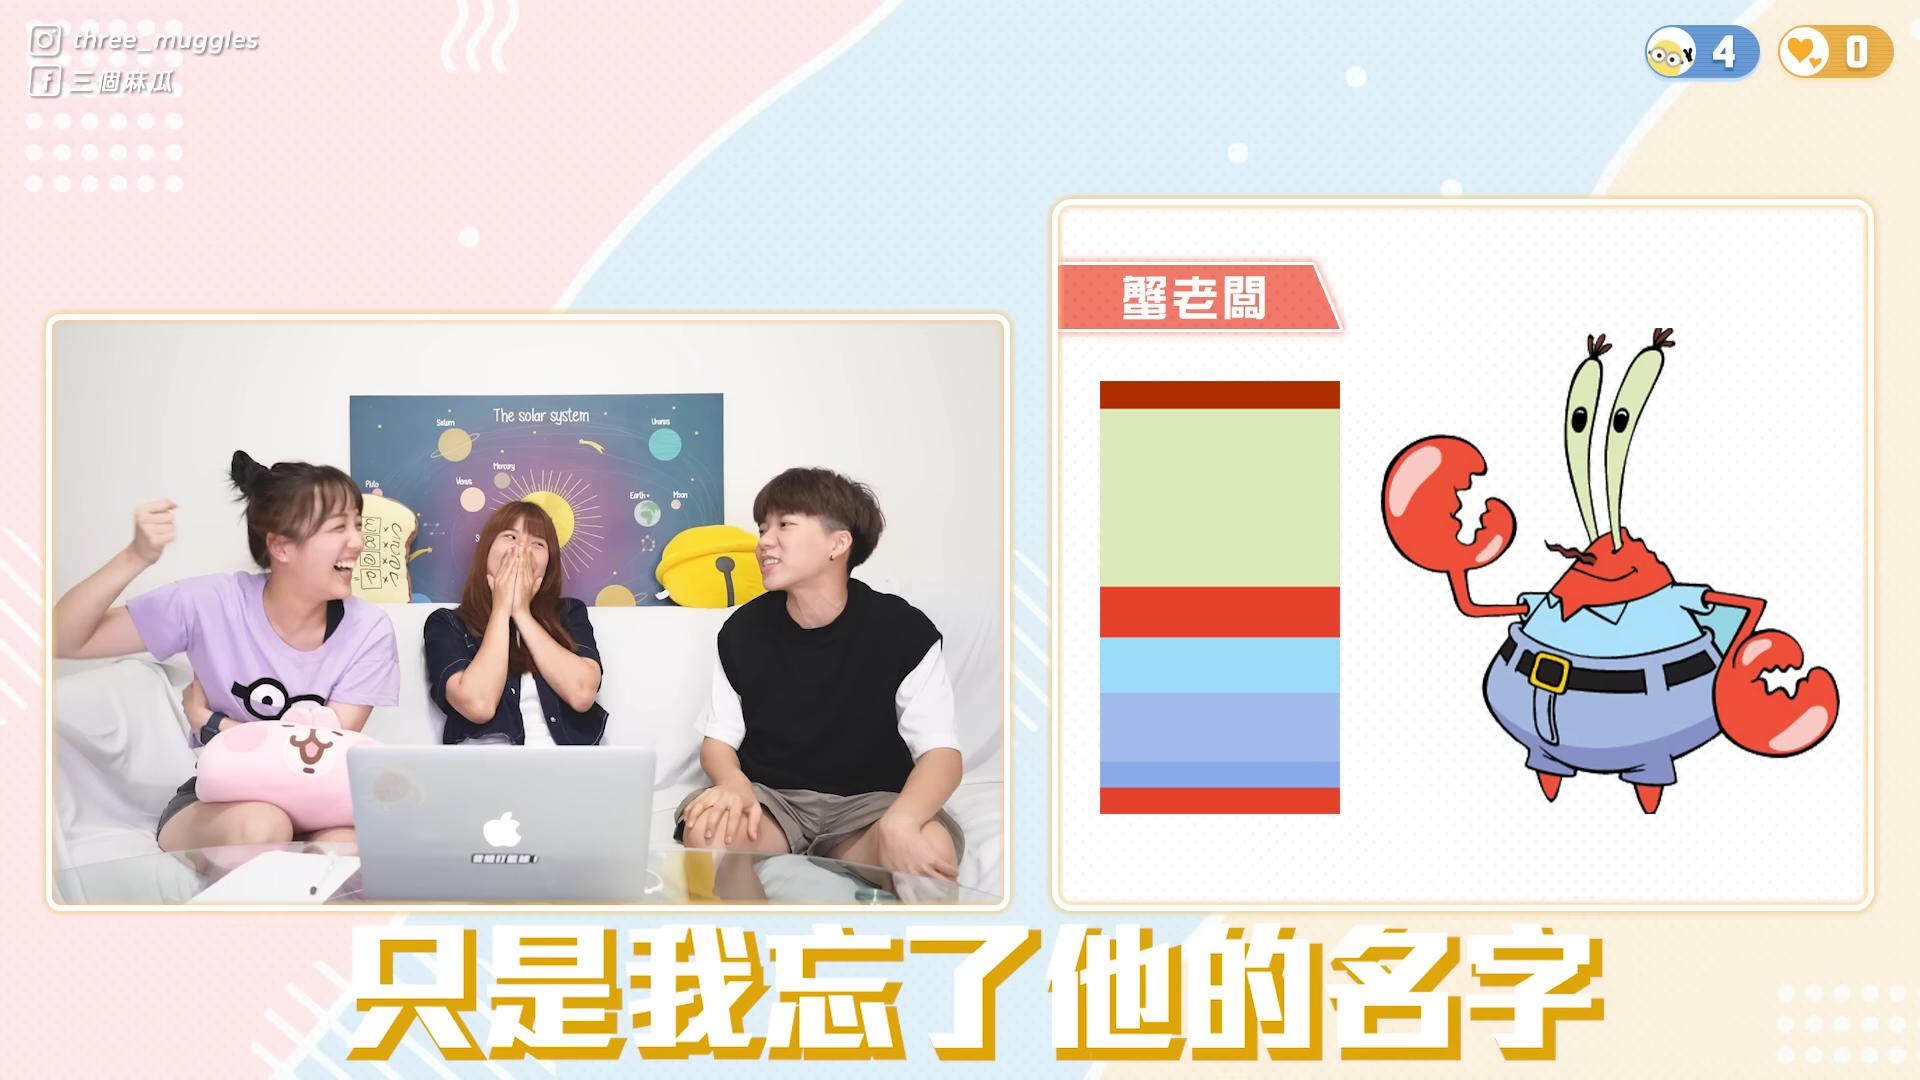 three_muggles
三個麻瓜
4
0
蟹老闆
The solar system
Saturn
Uranus
Mercury
Pluto
Venus
Earth
Moon
只是我忘了他的名字